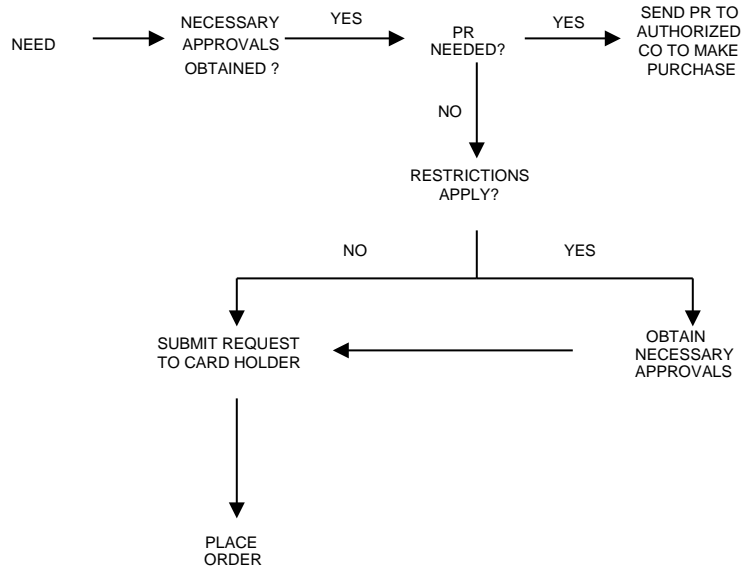 NEED
NECESSARY
APPROVALS
OBTAINED ?
YES
PR
NEEDED?
YES
SEND PR TO
AUTHORIZED
CO TO MAKE
PURCHASE
NO
RESTRICTIONS
APPLY?
NO
YES
SUBMIT REQUEST
TO CARD HOLDER
OBTAIN
NECESSARY
APPROVALS
PLACE
ORDER